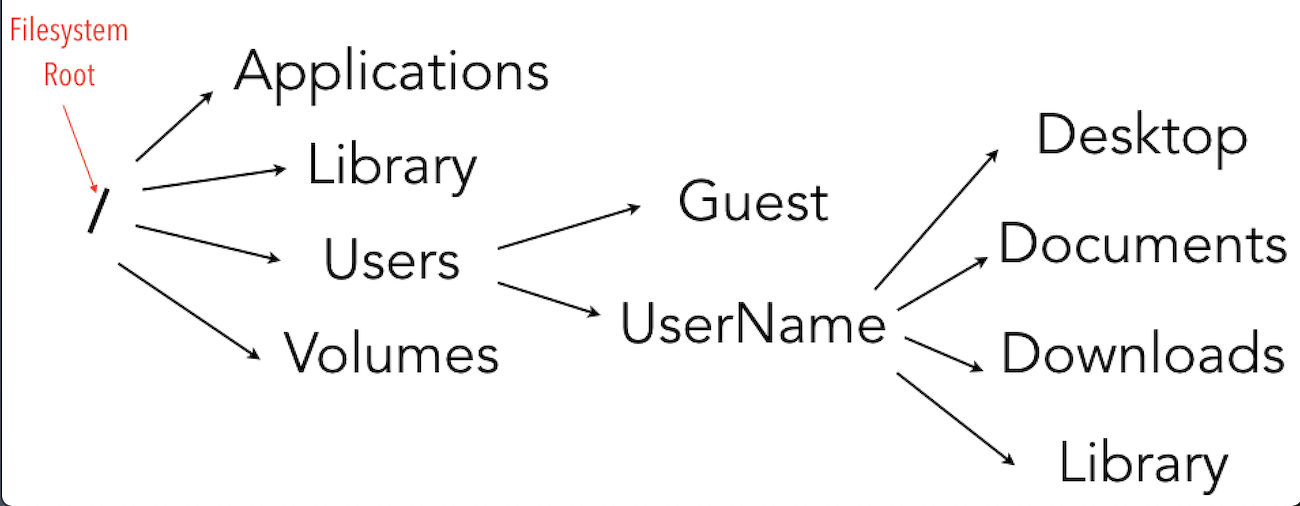 Filesystem
Root
/
Applications
Library
Users
Volumes
Guest
UserName
Desktop
Documents
Downloads
Library